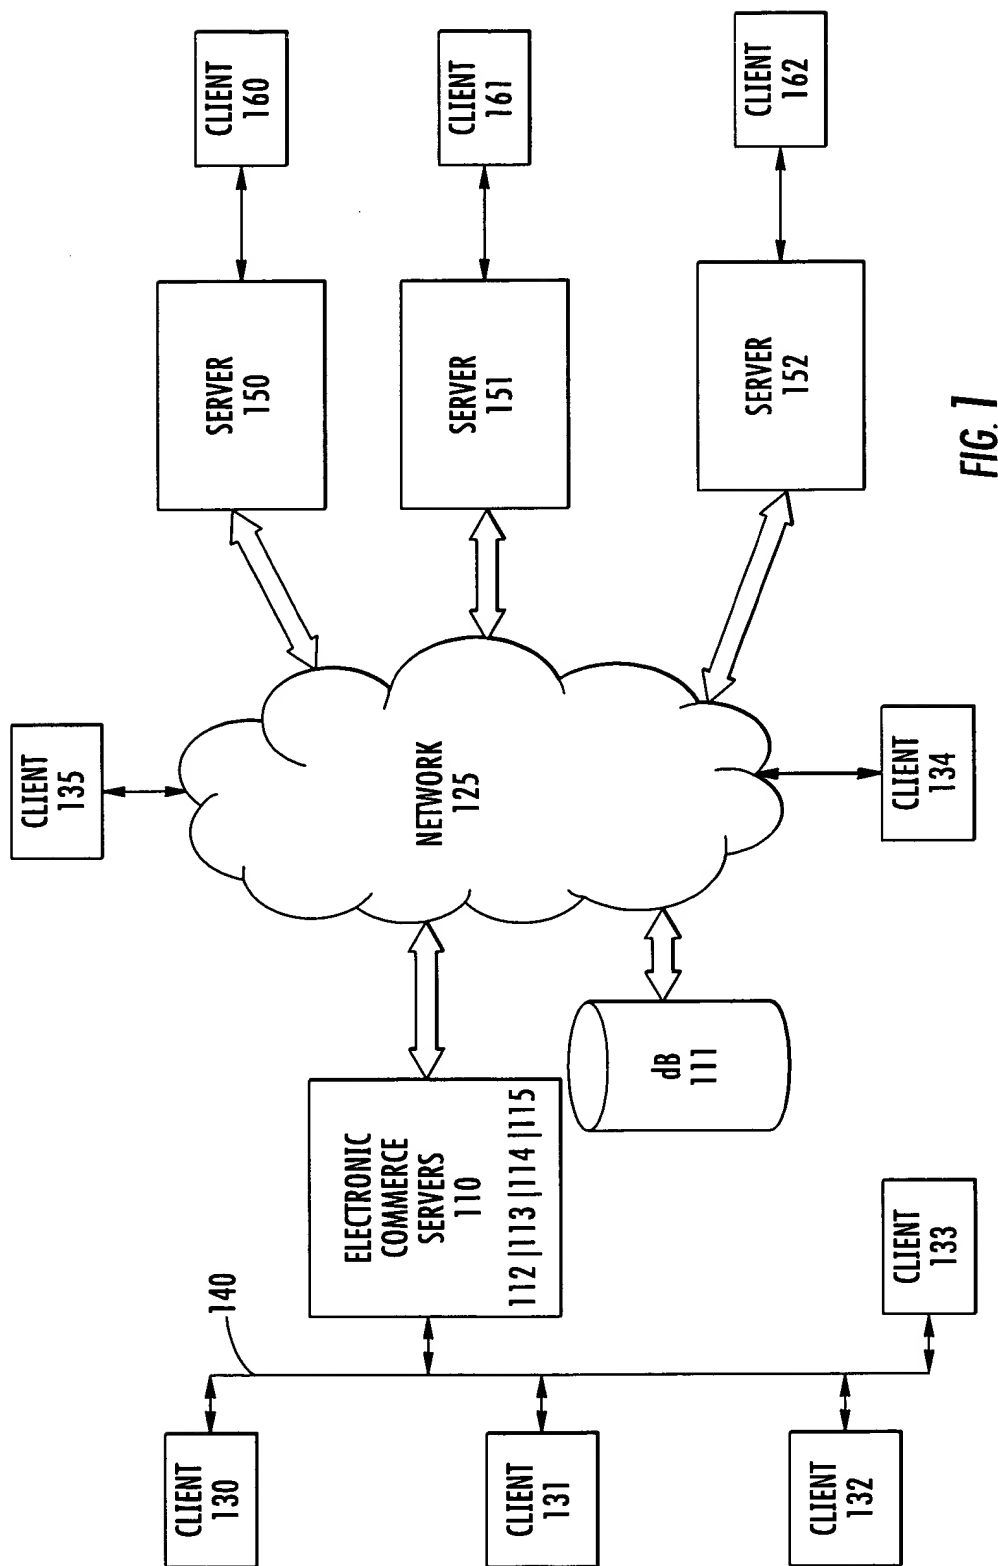 CLIENT
130
CLIENT
131
CLIENT
132
CLIENT
133
140
ELECTRONIC
COMMERCE
SERVERS
110
112 |113 |114 |115
dB
111
CLIENT
135
NETWORK
125
CLIENT
134
SERVER
150
SERVER
151
SERVER
152
CLIENT
160
CLIENT
161
CLIENT
162
FIG. 1